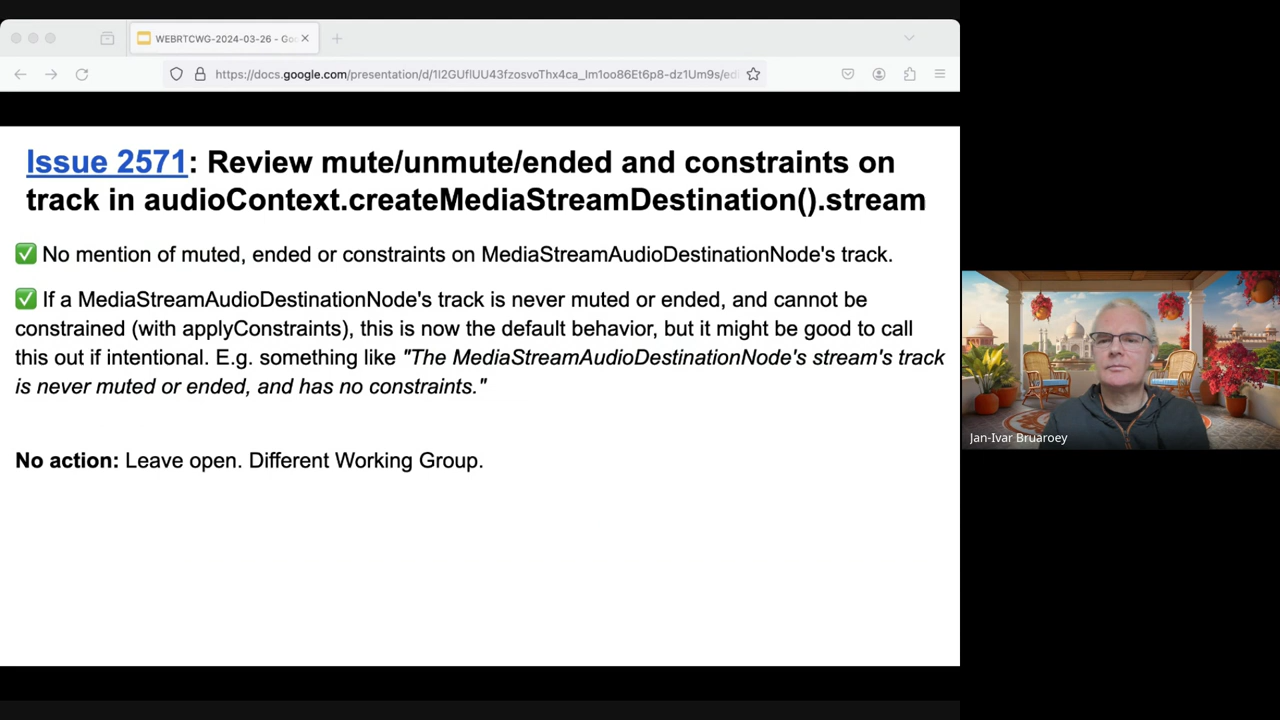 WEBRTCWG-2024-03-26 - Goo
https://docs.google.com/presentation/d/1I2GUfIUU43fzosvoThx4ca_Im1oo86Et6p8-dz1Um9s/edi
Issue 2571: Review mute/unmute/ended and constraints on
track in audioContext.createMediaStreamDestination().stream
✅ No mention of muted, ended or constraints on MediaStreamAudioDestinationNode's track.
✅ If a MediaStreamAudioDestinationNode's track is never muted or ended, and cannot be
constrained (with applyConstraints), this is now the default behavior, but it might be good to call
this out if intentional. E.g. something like "The MediaStreamAudioDestinationNode's stream's track
is never muted or ended, and has no constraints."
No action: Leave open. Different Working Group.
Jan-Ivar Bruaroey